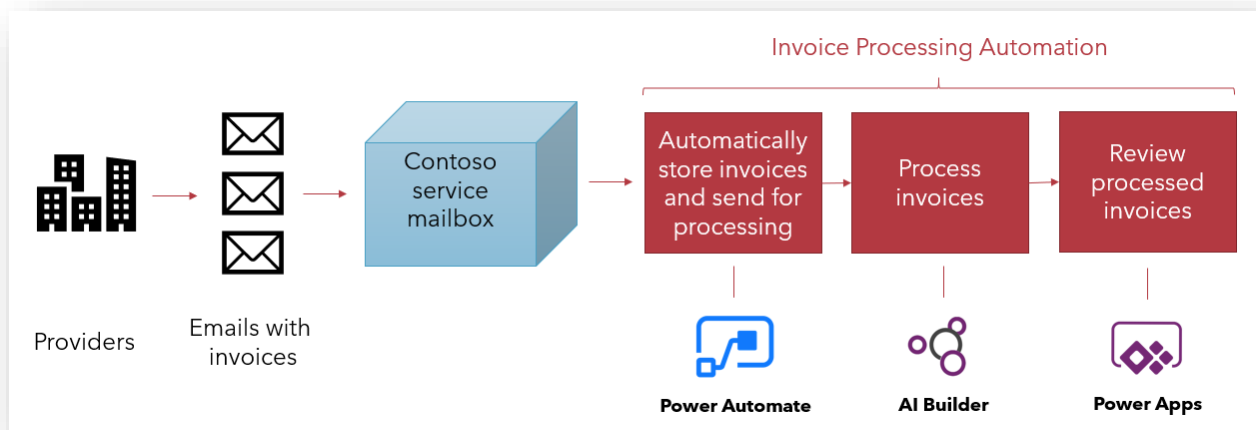 Invoice Processing Automation
Contoso
service
mailbox
Automatically
store invoices
and send for
processing
Process
invoices
Review
processed
invoices
Providers
Emails with
invoices
Power Automate
AI Builder
Power Apps